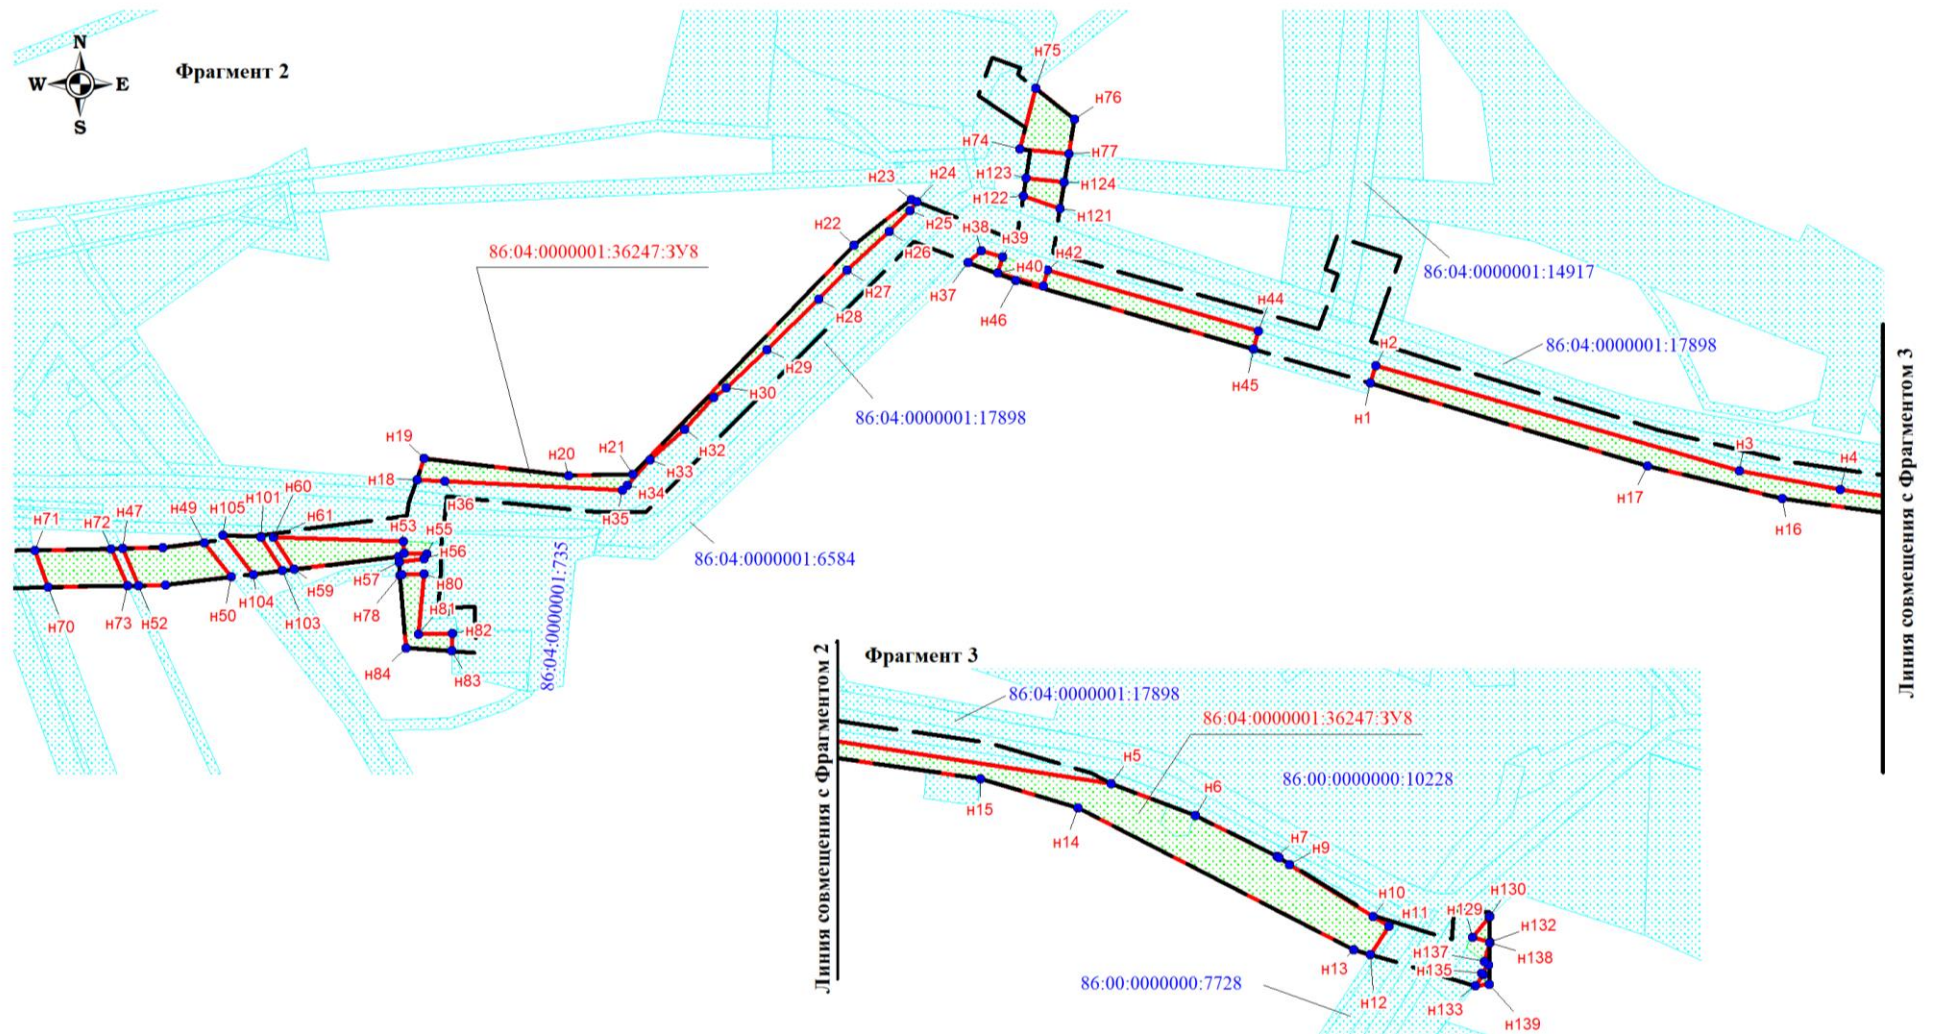 N
W E
S
Фрагмент 2
н75
н76
н74
н77
н123
н124
н122
н121
н23
н24
н25
н38
н39
н22
н26
н42
86:04:0000001:36247:ЗУ8
н40
86:04:0000001:14917
н37
н27
н46
н44
н28
н2
86:04:0000001:17898
н29
н45
н1
н30
86:04:0000001:17898
н19
н20
н21
н32
н3
н4
н18
н33
н17
н36
н34
н35
н16
н60
н101
н105
н49
н47
н72
н71
н61
н53
н55
н56
86:04:0000001:6584
н57
н80
н59
н78
н81
н104
н50
н103
н52
н73
н70
н82
н84
н83
86:04:0000001:735
Линия совмещения с Фрагментом 3
Линия совмещения с Фрагментом 2
Фрагмент 3
86:04:0000001:17898
86:04:0000001:36247:ЗУ8
н5
86:00:0000000:10228
н6
н15
н14
н7
н9
н10
н130
н129
н11
н132
н137
н138
н13
н135
86:00:0000000:7728
н12
н133
н139